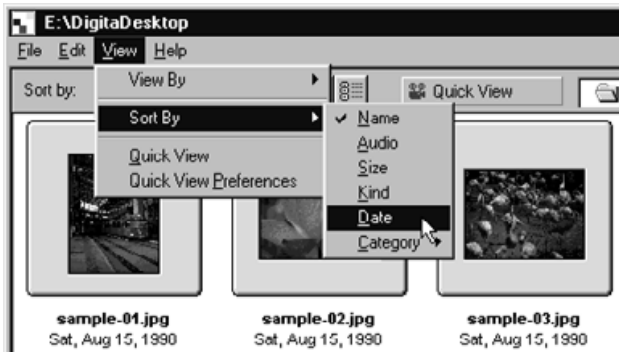 E:\DigitaDesktop
File Edit View Help
Sort by:
View By
Quick View
Sort By
Quick View
Quick View Preferences
Name
Audio
Size
Kind
Date
Category
sample-01.jpg sample-02.jpg sample-03.jpg
Sat, Aug 15, 1990 Sat, Aug 15, 1990 Sat, Aug 15, 1990